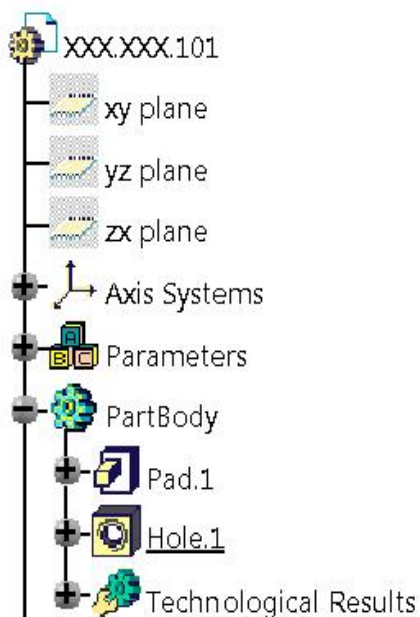 XXX.XXX.101
xy plane
yz plane
zx plane
Axis Systems
A
B C
Parameters
PartBody
Pad.1
Hole.1
Technological Results